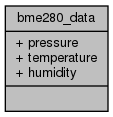 bme280_data
+ pressure
+ temperature
+ humidity